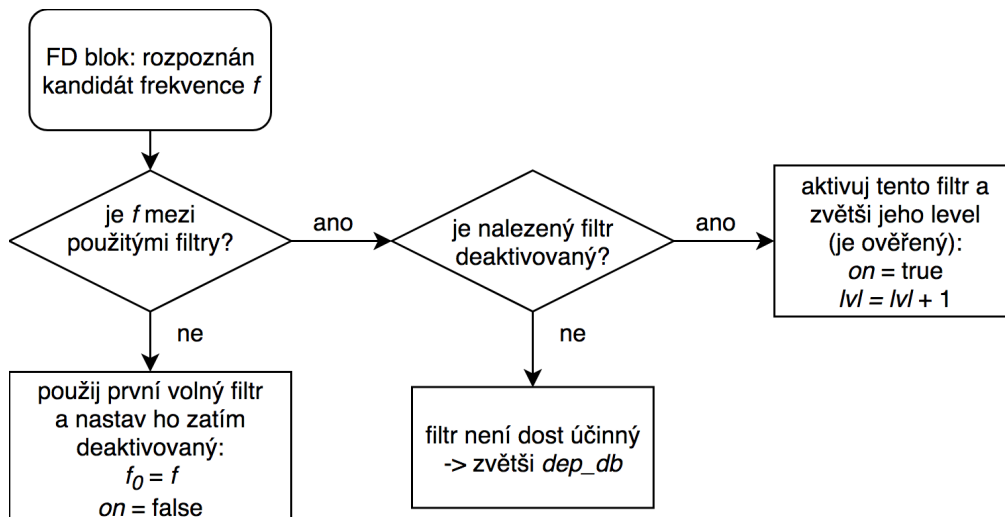 FD blok: rozpoznán
kandidát frekvence f
je f mezi
použitými filtry?
ano
je nalezený filtr
deaktivovaný?
ano
aktivuj tento filtr a
zvětši jeho level
(je ověřený):
on = true
lvl = lvl + 1
ne
ne
použij první volný filtr
a nastav ho zatím
deaktivovaný:
f0 = f
on = false
filtr není dost účinný
-> zvětši dep_db